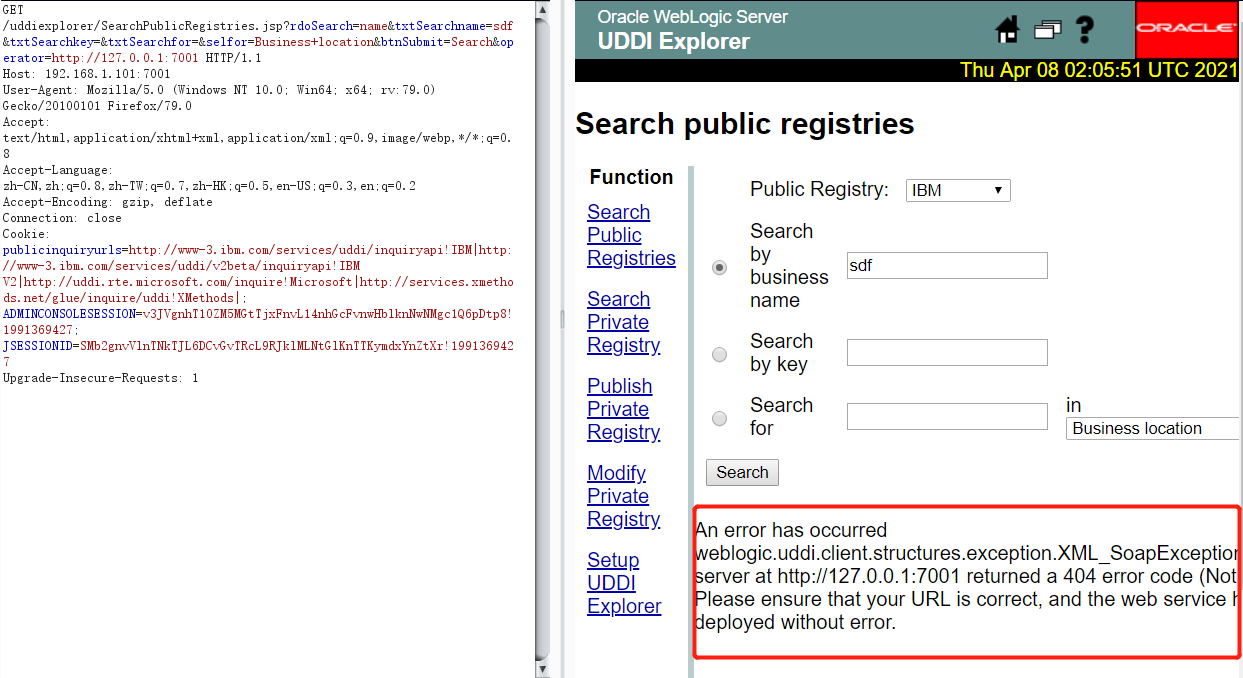 GET
/uddiexplorer/SearchPublicRegistries.jsp?rdoSearch=name&txtSearchname=sdf
&txtSearchkey=&txtSearchfor=&selfor=Business+location&btnSubmit=Search&op
erator=http://127.0.0.1:7001 HTTP/1.1
Host: 192.168.1.101:7001
User-Agent: Mozilla/5.0 (Windows NT 10.0; Win64; x64; rv:79.0)
Gecko/20100101 Firefox/79.0
Accept:
text/html,application/xhtml+xml,application/xml;q=0.9,image/webp,*/*;q=0.
8
Accept-Language:
zh-CN,zh;q=0.8,zh-TW;q=0.7,zh-HK;q=0.5,en-US;q=0.3,en;q=0.2
Accept-Encoding: gzip, deflate
Connection: close
Cookie:
publicinquiryurls=http://www-3.ibm.com/services/uddi/inquiryapi!IBM|http:
//www-3.ibm.com/services/uddi/v2beta/inquiryapi!IBM
V2|http://uddi.rte.microsoft.com/inquire!Microsoft|http://services.xmetho
ds.net/glue/inquire/uddi!XMethods|;
Upgrade-Insecure-Requests: 1
Oracle WebLogic Server
UDDI Explorer
ORACLE
Thu Apr 08 02:05:51 UTC 2021
Search public registries
Function
Search
Public
Registries
Search
Private
Registry
Publish
Private
Registry
Modify
Private
Registry
Setup
UDDI
Explorer
Public Registry: IBM
Search
by
business
name
sdf
Search
by key
Search
for
in
Business location
Search
An error has occurred
weblogic.uddi.client.structures.exception.XML_SoapException
server at http://127.0.0.1:7001 returned a 404 error code (Not
Please ensure that your URL is correct, and the web service h
deployed without error.